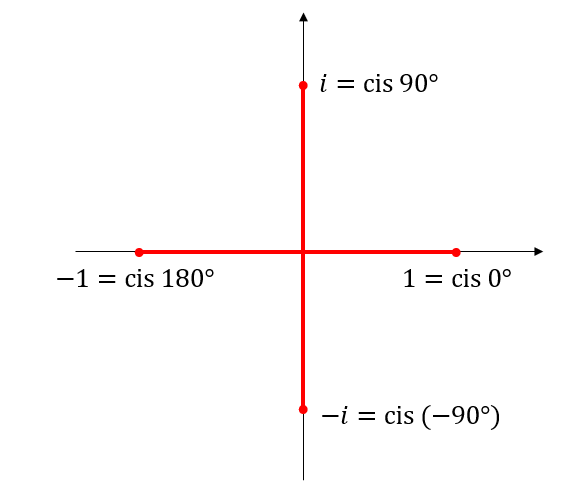 i = cis 90°
−1 = cis 180°
1 = cis 0°
−i = cis (−90°)